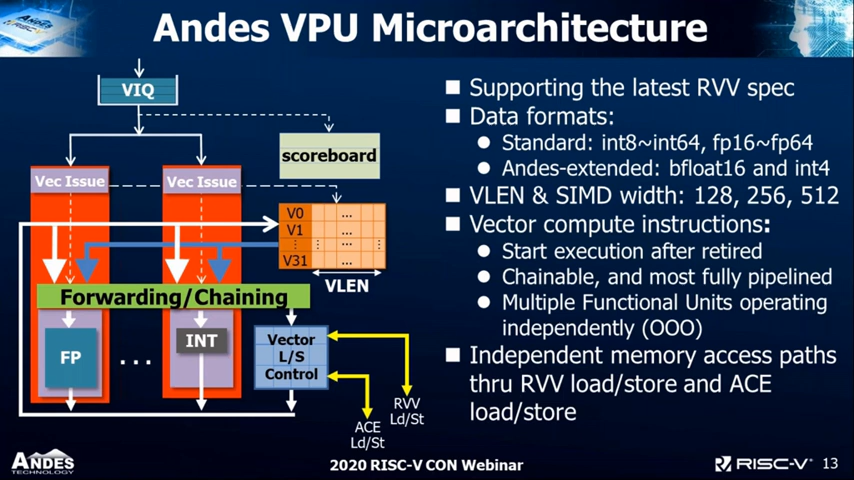 ANDES
Andes VPU Microarchitecture
VIQ
scoreboard
Vec Issue
Vec Issue
V0
...
V1
...
V31
...
VLEN
Forwarding/Chaining
FP
...
INT
Vector
L/S
Control
RVV
Ld/St
ACE
Ld/St
Supporting the latest RVV spec
Data formats:
Standard: int8~int64, fp16~fp64
Andes-extended: bfloat16 and int4
VLEN & SIMD width: 128, 256, 512
Vector compute instructions:
Start execution after retired
Chainable, and most fully pipelined
Multiple Functional Units operating
independently (OOO)
Independent memory access paths
thru RVV load/store and ACE
load/store
ANDES
TECHNOLOGY
2020 RISC-V CON Webinar
RISC-V®
13